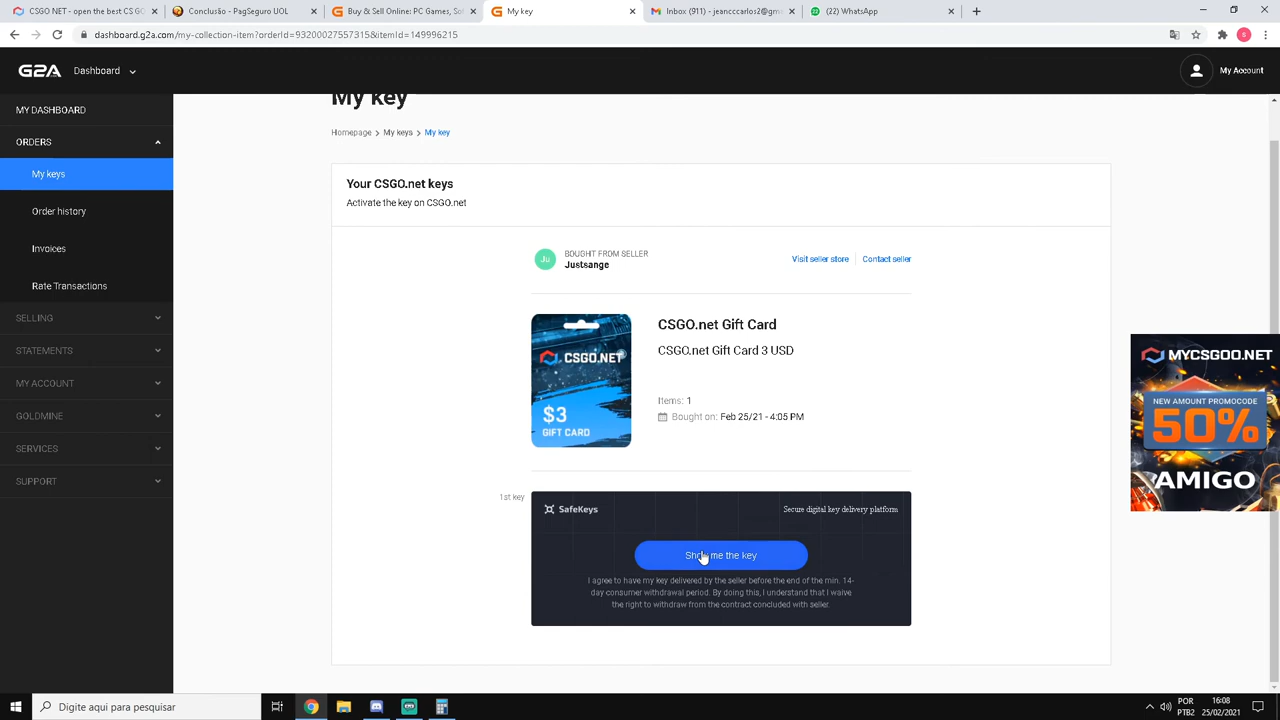 CSGO.net - Open the best CS
Conclusão - PagSeguro UOL
Buy & Sell Online: PC Games, Sof
My key
Inbox (911) - jeancccarlos2@gm
(22) WhatsApp
dashboard.g2a.com/my-collection-item?orderId=93200027557315&itemId=149996215
G2A
Dashboard
My Account
MY DASHBOARD
ORDERS
My keys
Order history
Invoices
Rate Transactions
SELLING
STATEMENTS
MY ACCOUNT
GOLDMINE
SERVICES
SUPPORT
My key
Homepage > My keys > My key
Your CSGO.net keys
Activate the key on CSGO.net
Ju
BOUGHT FROM SELLER
Justsange
Visit seller store
Contact seller
CSGO.NET
$3
GIFT CARD
CSGO.net Gift Card
CSGO.net Gift Card 3 USD
Items: 1
Bought on: Feb 25/21 - 4:05 PM
1st key
SafeKeys
Secure digital key delivery platform
Show me the key
I agree to have my key delivered by the seller before the end of the min. 14-
day consumer withdrawal period. By doing this, I understand that I waive
the right to withdraw from the contract concluded with seller.
MYCSGOO.NET
NEW AMOUNT PROMOCODE
50%
AMIGO
Digite aqui para pesquisar
POR
PTB2
16:08
25/02/2021